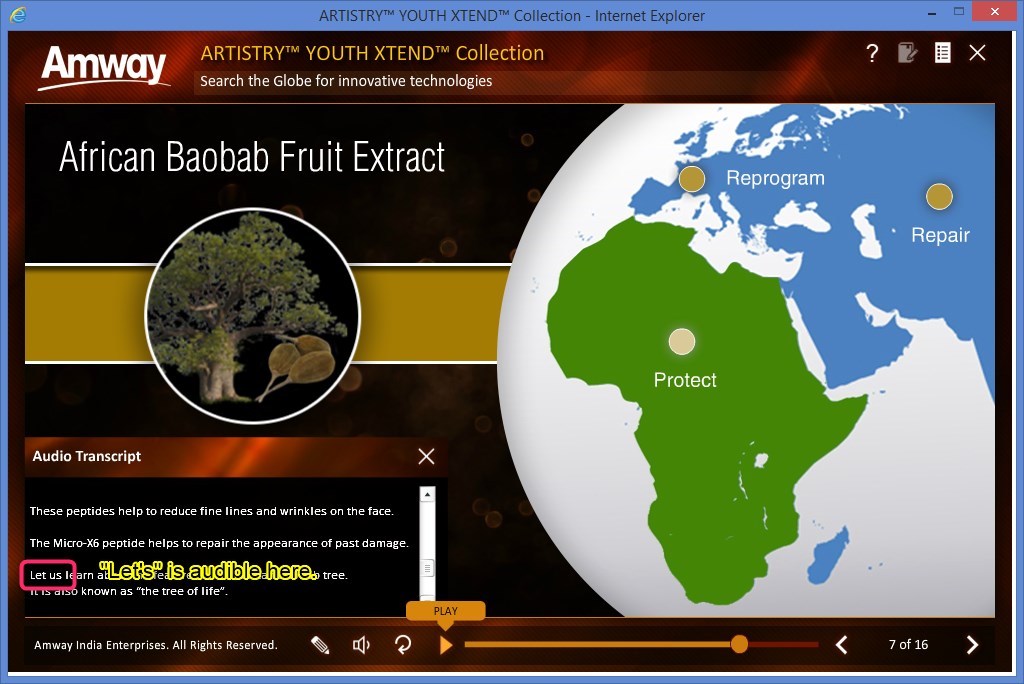 ARTISTRY™ YOUTH XTEND™ Collection - Internet Explorer
Amway
ARTISTRY™ YOUTH XTEND™ Collection
Search the Globe for innovative technologies
African Baobab Fruit Extract
Reprogram
Repair
Protect
Audio Transcript
These peptides help to reduce fine lines and wrinkles on the face.
The Micro-X6 peptide helps to repair the appearance of past damage.
Let us learn tree.
"Let's" is audible here.
It is also known as “the tree of life”.
PLAY
Amway India Enterprises. All Rights Reserved.
7 of 16